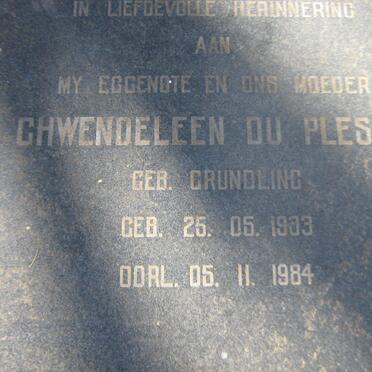 IN LIEFDEVOLLE HERINNERING
AAN
MY EGGENOTE EN ONS MOEDER
GHWENDELEEN DU PLES
GEB. GRUNDLING
GEB. 25. 05. 1933
OORL. 05. 11. 1984